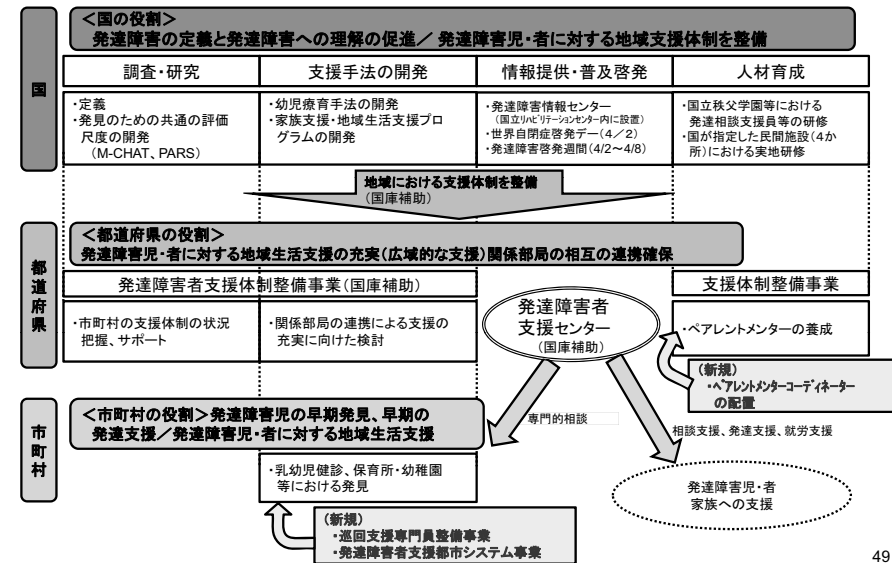 国
<国の役割>
発達障害の定義と発達障害への理解の促進/ 発達障害児・者に対する地域支援体制を整備
調査・研究
支援手法の開発
情報提供・普及啓発
人材育成
・定義
・発見のための共通の評価
尺度の開発
(M-CHAT、PARS)
・幼児療育手法の開発
・家族支援・地域生活支援プロ
グラムの開発
・発達障害情報センター
(国立リハビリテーションセンター内に設置)
・世界自閉症啓発デー(4/2)
・発達障害啓発週間(4/2~4/8)
・国立秩父学園等における
発達相談支援員等の研修
・国が指定した民間施設(4か
所)における実地研修
地域における支援体制を整備
(国庫補助)
都道府県
<都道府県の役割>
発達障害児・者に対する地域生活支援の充実(広域的な支援)関係部局の相互の連携確保
発達障害者支援体制整備事業(国庫補助)
・市町村の支援体制の状況
把握、サポート
・関係部局の連携による支援の
充実に向けた検討
発達障害者
支援センター
(国庫補助)
支援体制整備事業
・ペアレントメンターの養成
(新規)
・ペアレントメンターコーディネーター
の配置
市町村
<市町村の役割>発達障害児の早期発見、早期の
発達支援/発達障害児・者に対する地域生活支援
専門的相談
相談支援、発達支援、就労支援
・乳幼児健診、保育所・幼稚園
等における発見
発達障害児・者
家族への支援
(新規)
・巡回支援専門員整備事業
・発達障害者支援都市システム事業
49